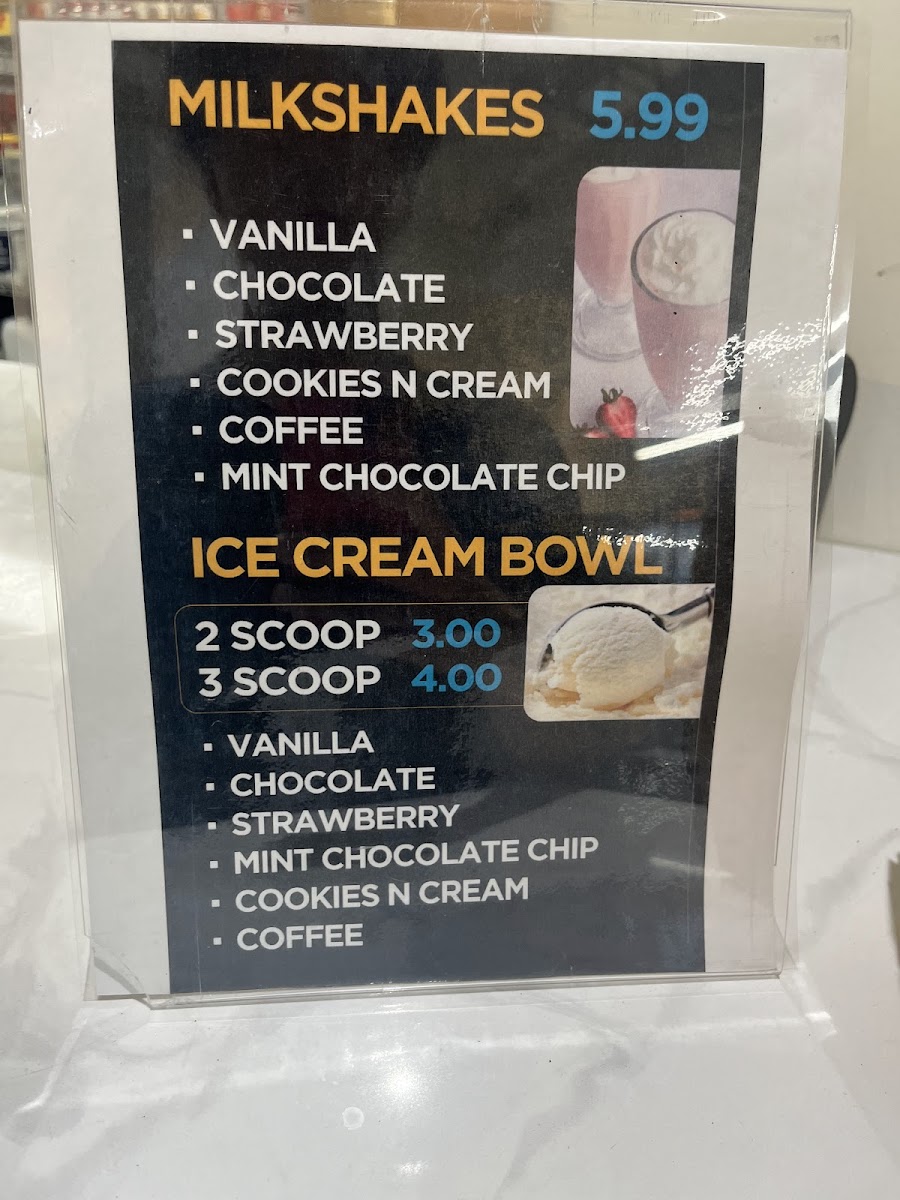 MILKSHAKES 5.99
▪ VANILLA
▪ CHOCOLATE
▪ STRAWBERRY
▪ COOKIES N CREAM
▪ COFFEE
▪ MINT CHOCOLATE CHIP
ICE CREAM BOWL
2 SCOOP 3.00
3 SCOOP 4.00
▪ VANILLA
▪ CHOCOLATE
▪ STRAWBERRY
▪ MINT CHOCOLATE CHIP
▪ COOKIES N CREAM
▪ COFFEE